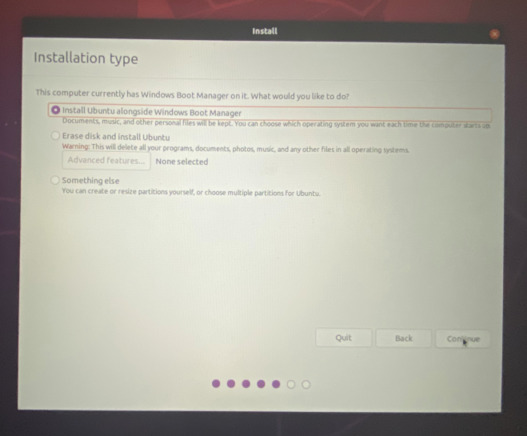 Install
Installation type
This computer currently has Windows Boot Manager on it. What would you like to do?
Install Ubuntu alongside Windows Boot Manager
Documents, music, and other personal files will be kept. You can choose which operating system you want each time the computer starts up.
Erase disk and install Ubuntu
Warning: This will delete all your programs, documents, photos, music, and any other files in all operating systems.
Advanced features... None selected
Something else
You can create or resize partitions yourself, or choose multiple partitions for Ubuntu.
Quit Back Continue